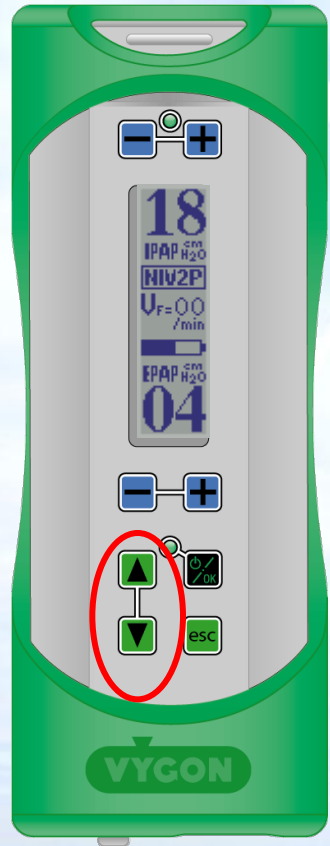 − +
18
IPAP cm H2O
NIV2P
VF=00
/min
EPAP cm H2O
04
− +
⏻/OK
esc
VYGON